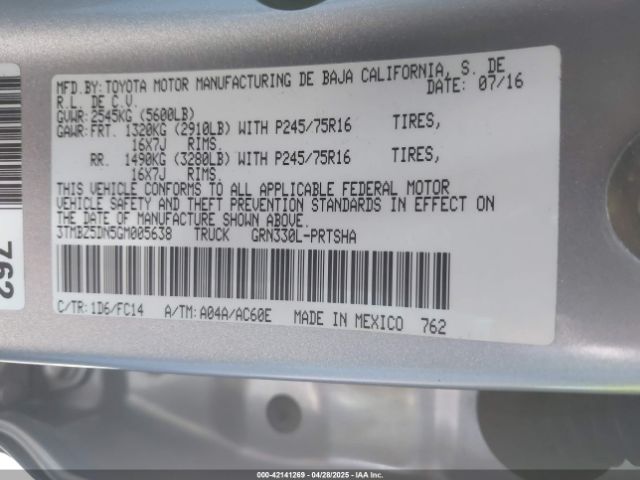 MFD.BY:TOYOTA MOTOR MANUFACTURING DE BAJA CALIFORNIA, S. DE
R.L. DE C.V. DATE: 07/16
GVWR:2545KG (5600LB)
GAWR:FRT. 1320KG (2910LB) WITH P245/75R16 TIRES,
16X7J RIMS.
RR. 1490KG (3280LB) WITH P245/75R16 TIRES,
16X7J RIMS.
THIS VEHICLE CONFORMS TO ALL APPLICABLE FEDERAL MOTOR
VEHICLE SAFETY AND THEFT PREVENTION STANDARDS IN EFFECT ON
THE DATE OF MANUFACTURE SHOWN ABOVE.
3TMBZ5DN5GM005638 TRUCK GRN330L-PRTSHA
C/TR:1D6/FC14 A/TM:A04A/AC60E MADE IN MEXICO 762
762
000-42141269 | 04/28/2025 | IAAI.com